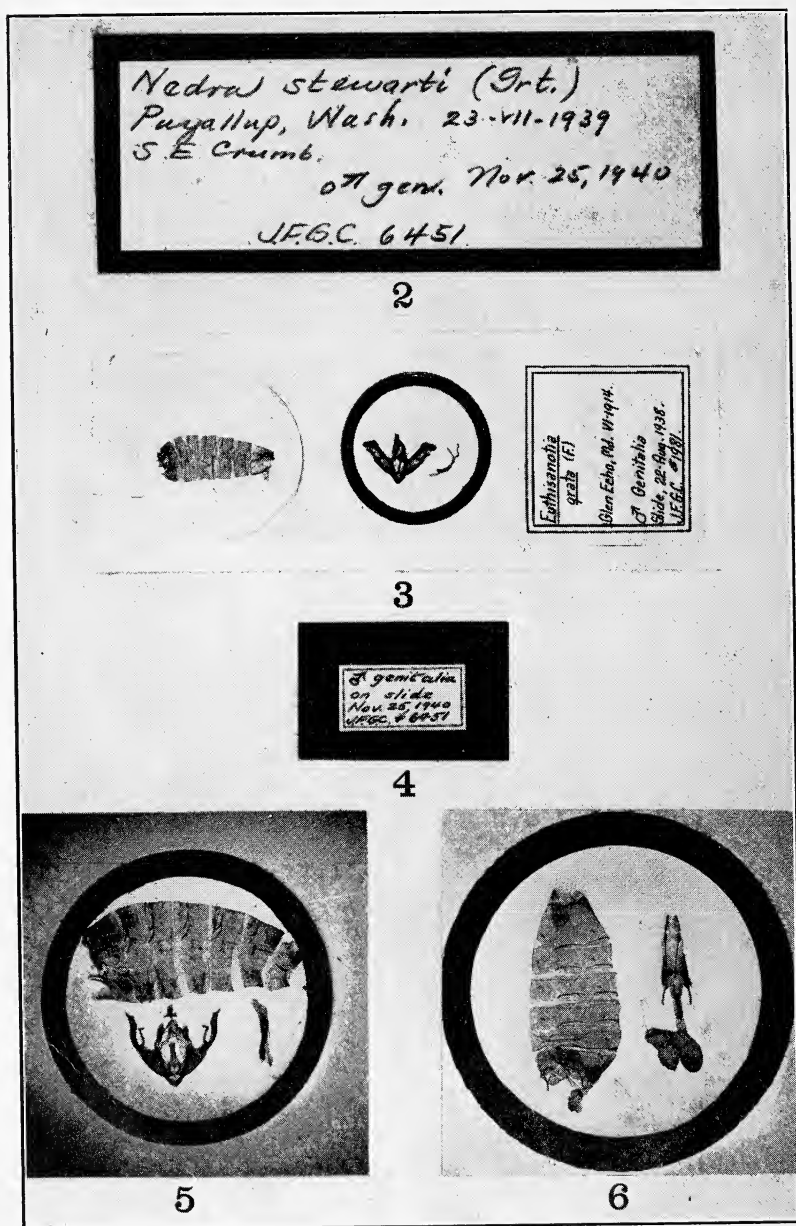 Nedra stewarti (Grt.)
Puyallup, Wash. 23-VII-1939
S E Crumb.
♂ gen. Nov. 25, 1940
J.F.G.C. 6451.
2
Euthisanotia
grata (F.)
Glen Echo, Md. VI-1914.
♂ Genitalia
Slide, 22-Aug.-1938.
J.F.G.C. #1981.
3
♂ genitalia
on slide
Nov. 25, 1940
J.F.G.C. #6451
4
5
6